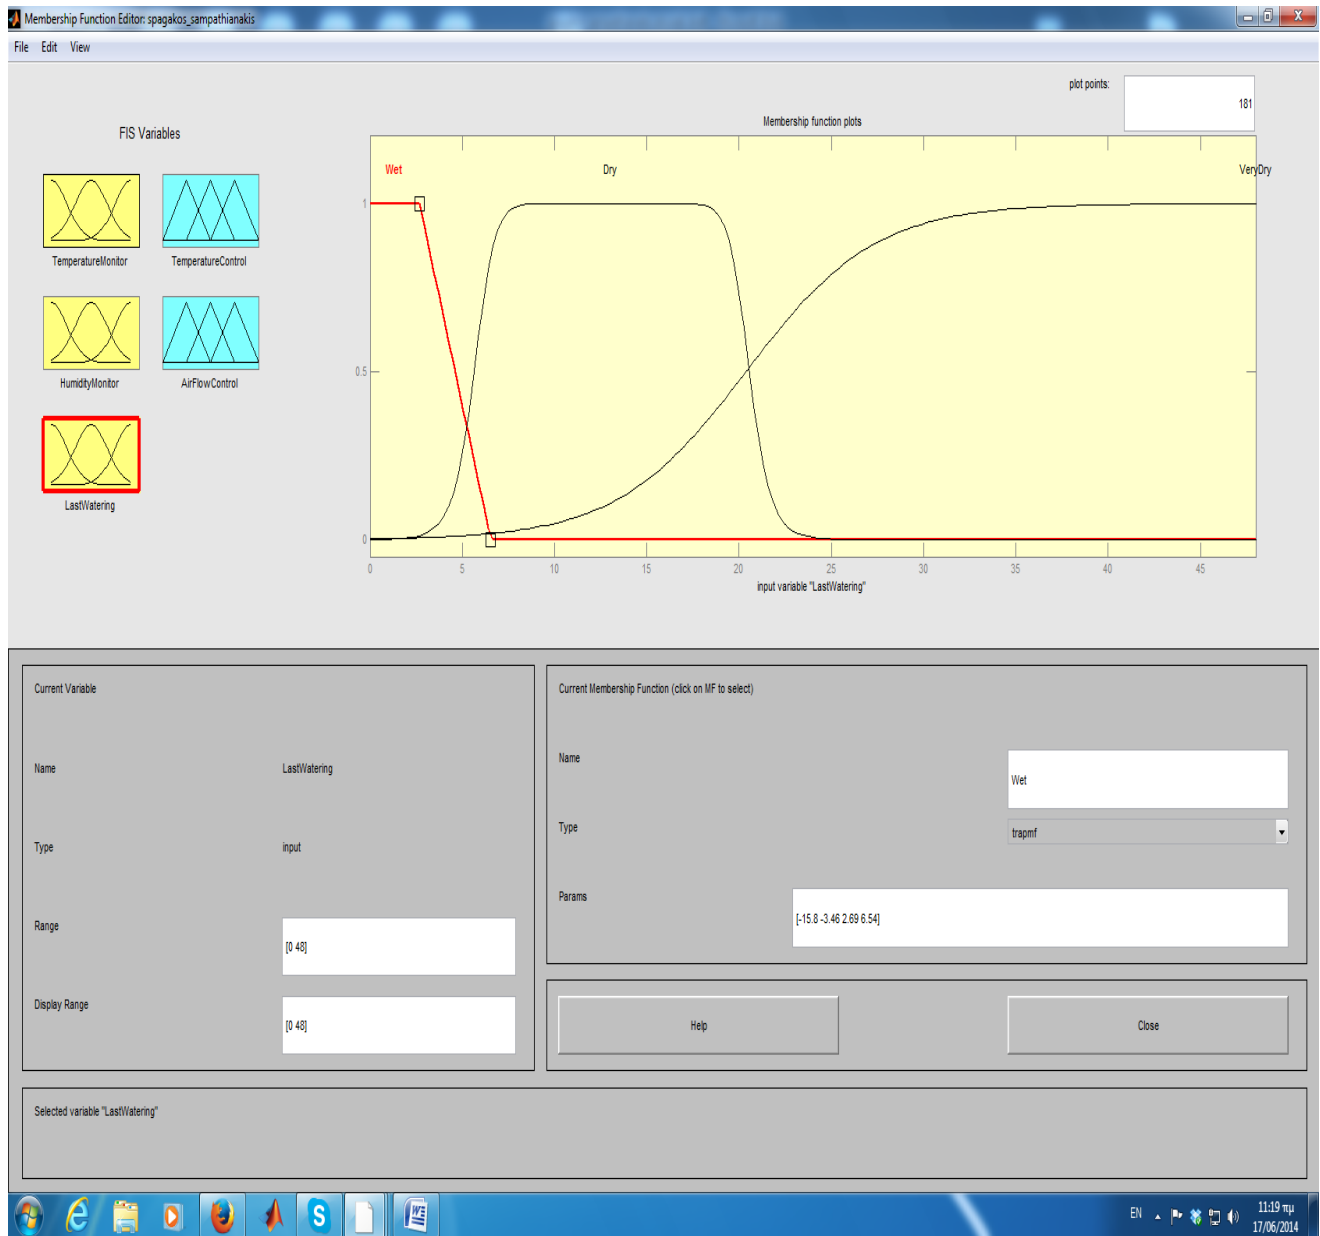 Membership Function Editor: spagakos_sampathianakis
File Edit View
plot points:
181
FIS Variables
Membership function plots
TemperatureMonitor
TemperatureControl
HumidityMonitor
AirFlowControl
LastWatering
Wet
Dry
VeryDry
1
0.5
0
0 5 10 15 20 25 30 35 40 45
input variable "LastWatering"
Current Variable
Name LastWatering
Type input
Range [0 48]
Display Range [0 48]
Current Membership Function (click on MF to select)
Name Wet
Type trapmf
Params [-15.8 -3.46 2.69 6.54]
Help
Close
Selected variable "LastWatering"
EN
11:19 πμ
17/06/2014